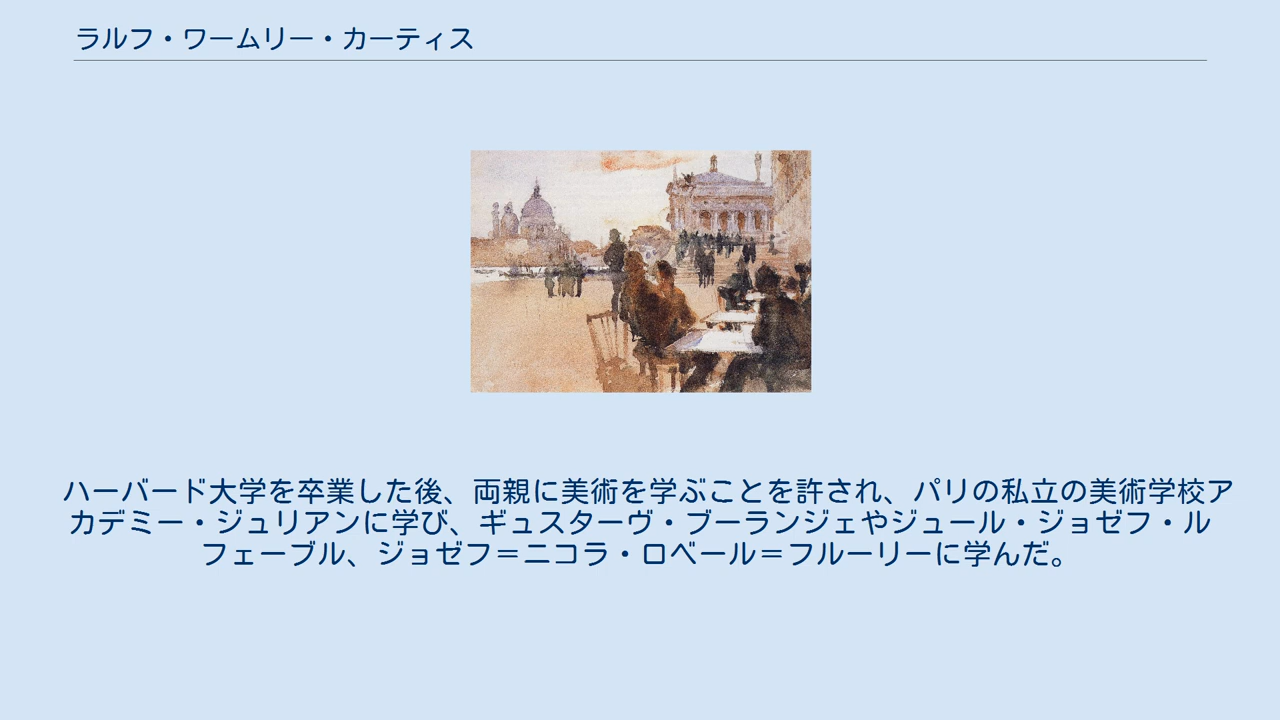 ラルフ・ワームリー・カーティス
ハーバード大学を卒業した後、両親に美術を学ぶことを許され、パリの私立の美術学校ア
カデミー・ジュリアンに学び、ギュスターヴ・ブーランジェやジュール・ジョゼフ・ル
フェーブル、ジョゼフ＝ニコラ・ロベール＝フルーリーに学んだ。